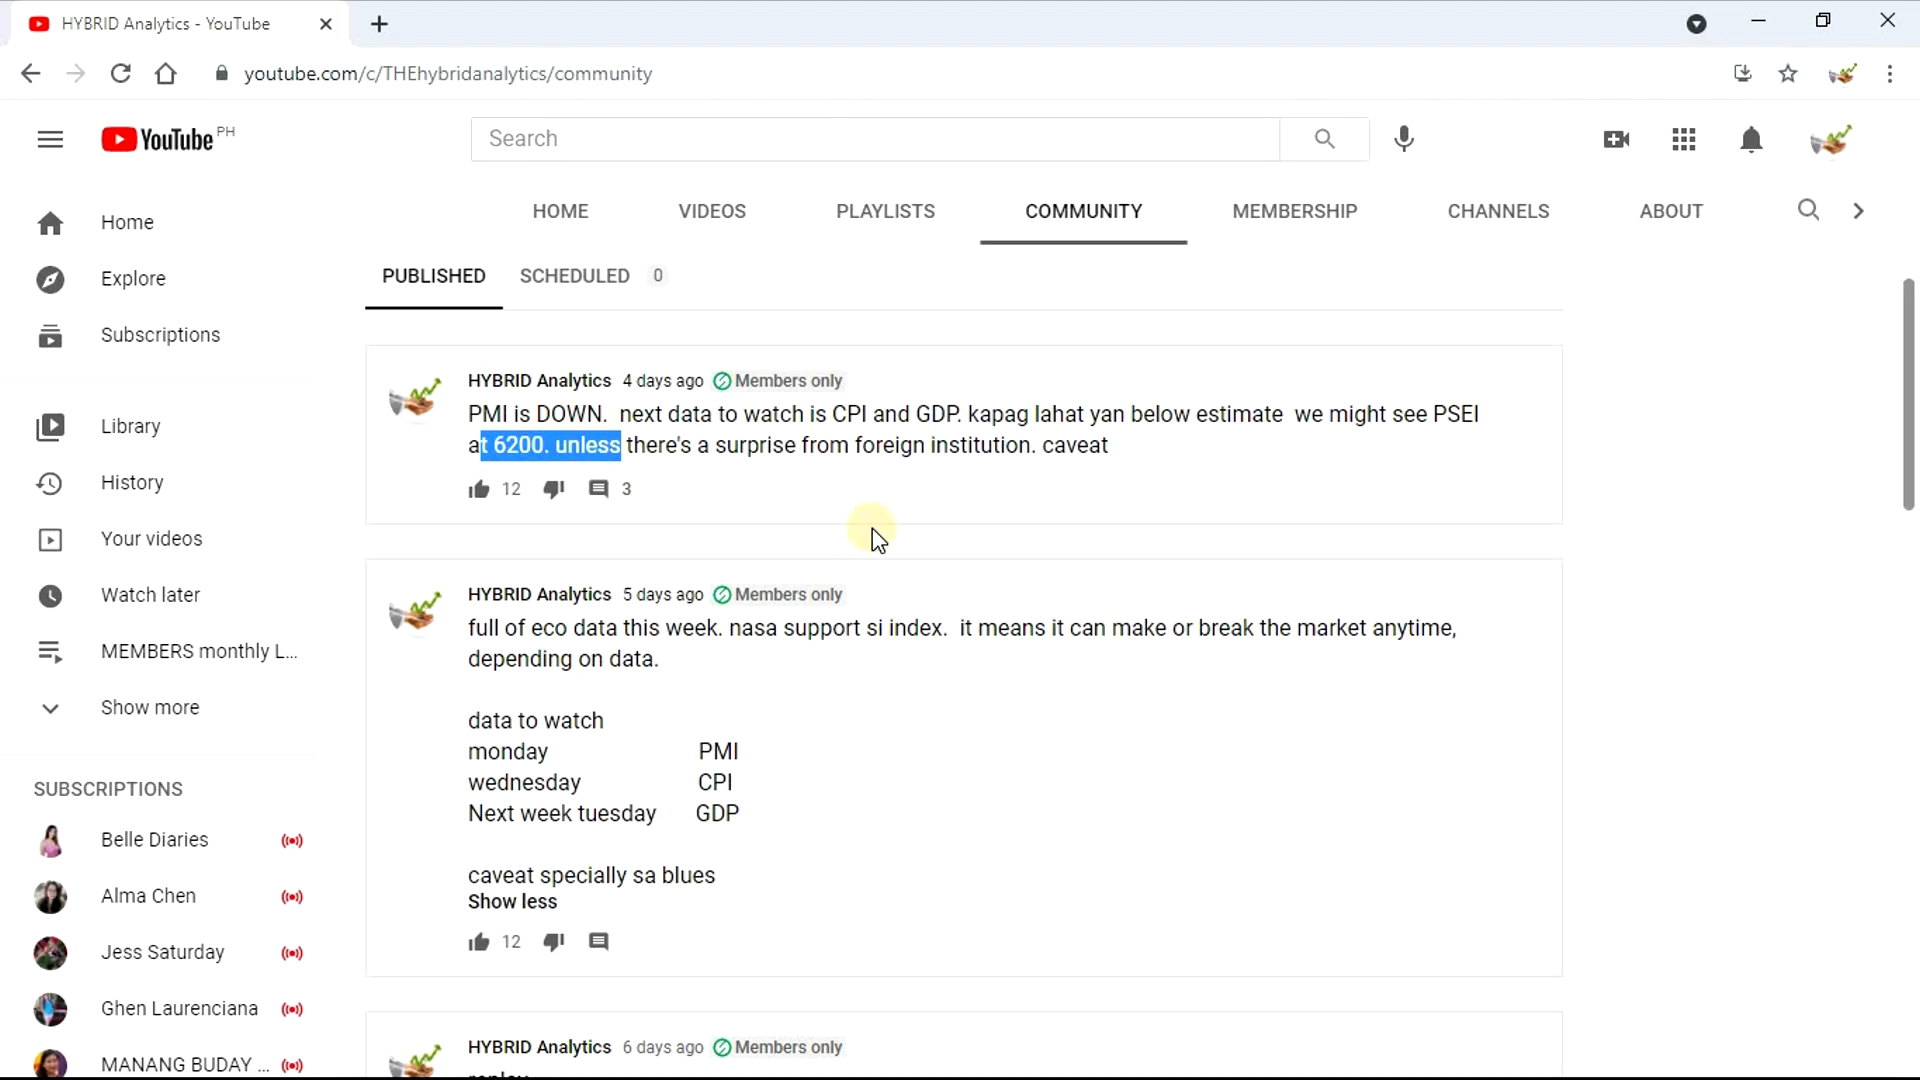 HYBRID Analytics - YouTube
youtube.com/c/THEhybridanalytics/community
YouTube PH
Search
HOME VIDEOS PLAYLISTS COMMUNITY MEMBERSHIP CHANNELS ABOUT
PUBLISHED SCHEDULED 0
Home
Explore
Subscriptions
Library
History
Your videos
Watch later
MEMBERS monthly L...
Show more
SUBSCRIPTIONS
Belle Diaries
Alma Chen
Jess Saturday
Ghen Laurenciana
MANANG BUDAY ...
HYBRID Analytics 4 days ago Members only
PMI is DOWN. next data to watch is CPI and GDP. kapag lahat yan below estimate we might see PSEI
at 6200. unless there's a surprise from foreign institution. caveat
12 3
HYBRID Analytics 5 days ago Members only
full of eco data this week. nasa support si index. it means it can make or break the market anytime,
depending on data.
data to watch
monday PMI
wednesday CPI
Next week tuesday GDP
caveat specially sa blues
Show less
12
HYBRID Analytics 6 days ago Members only